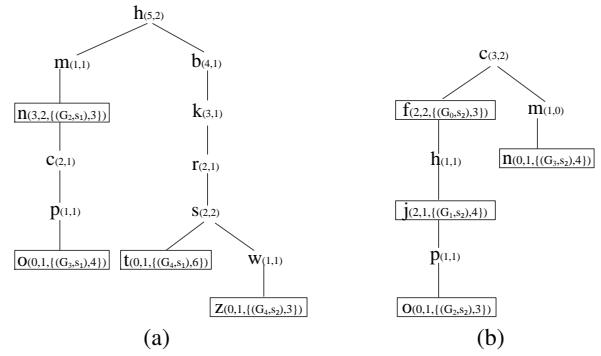 h(5,2)
m(1,1) b(4,1)
n(3,2,{(G2,s1),3}) k(3,1)
c(2,1) r(2,1)
p(1,1) s(2,2)
o(0,1,{(G3,s1),4}) t(0,1,{(G4,s1),6}) w(1,1)
z(0,1,{(G4,s2),3})
(a)
c(3,2)
f(2,2,{(G0,s2),3}) m(1,0)
h(1,1) n(0,1,{(G3,s2),4})
j(2,1,{(G1,s2),4})
p(1,1)
o(0,1,{(G2,s2),3})
(b)